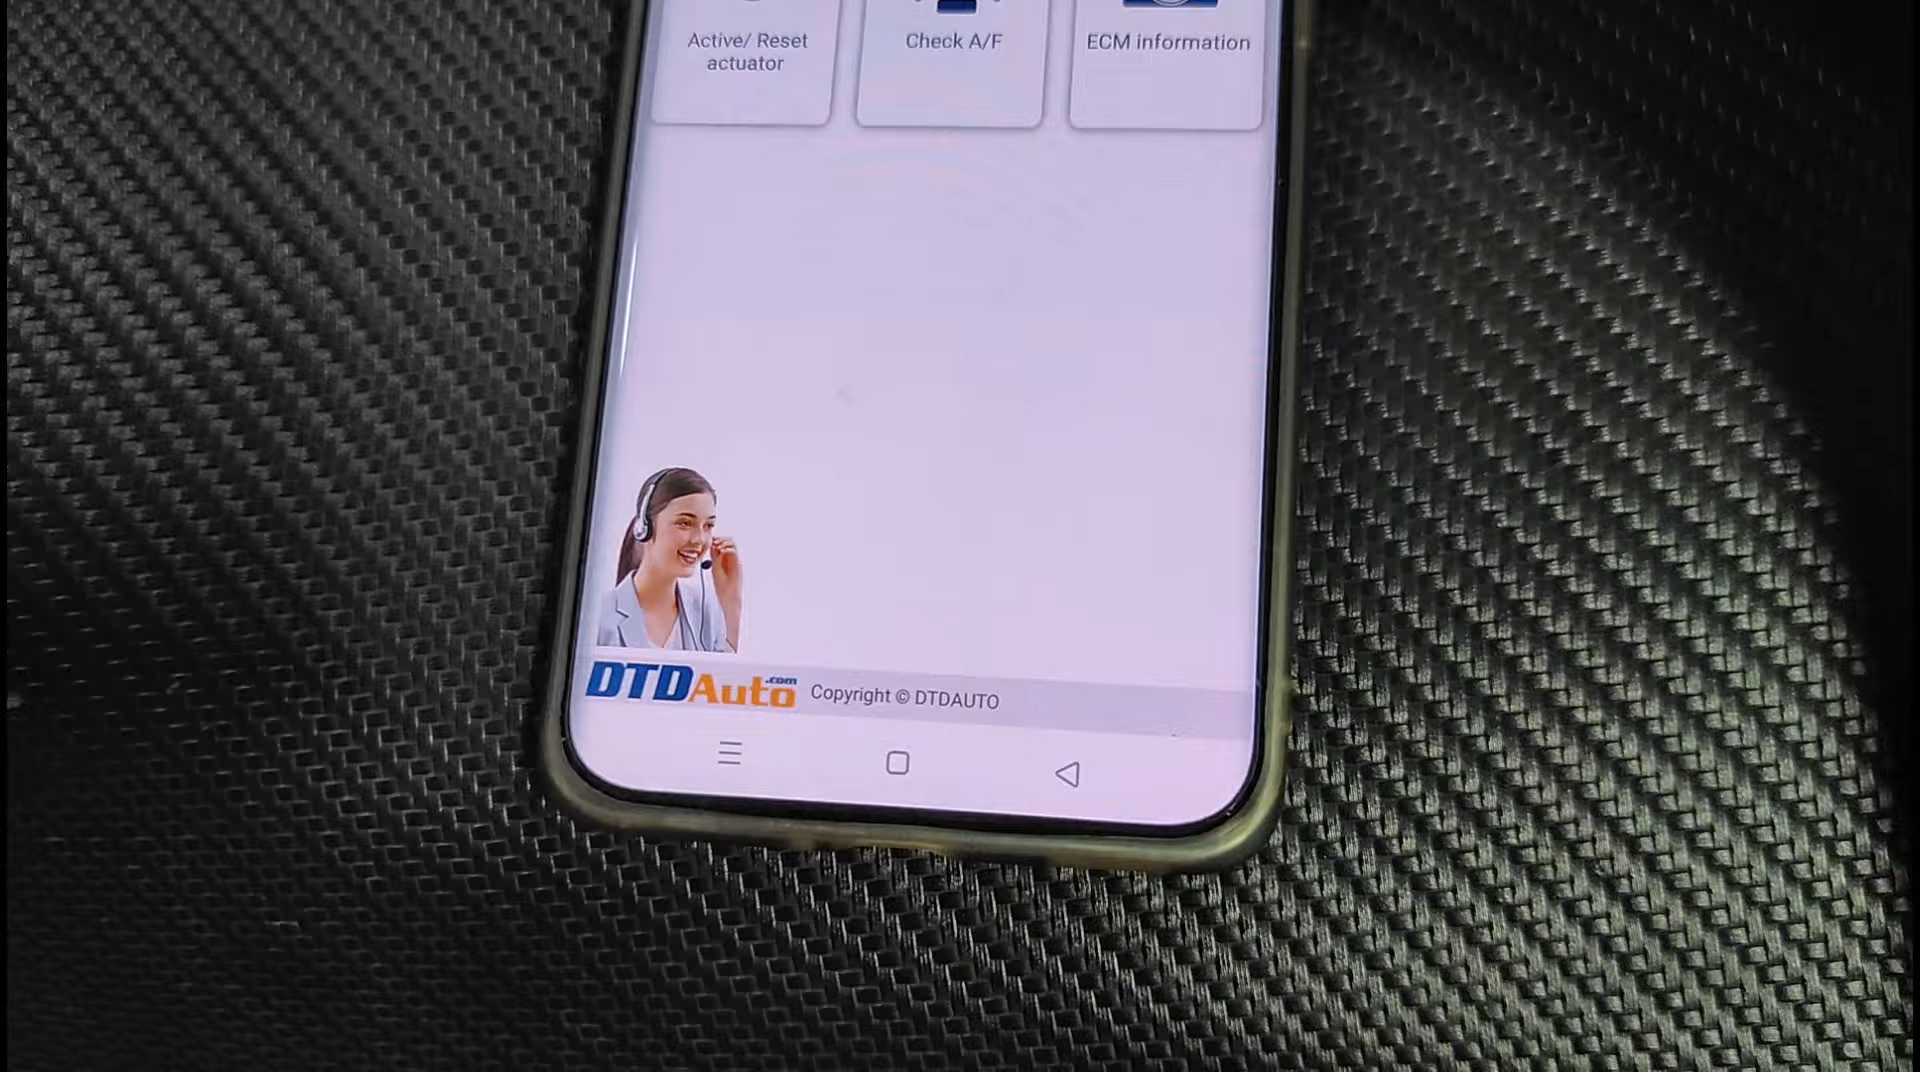 Active/ Reset
actuator
Check A/F
ECM information
DTDAuto.com
Copyright © DTDAUTO